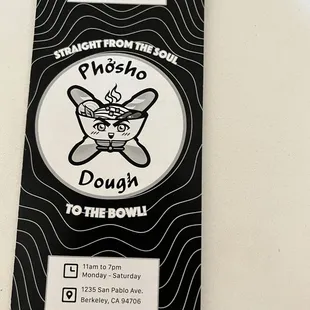 STRAIGHT FROM THE SOUL
Phởsho
Dough
TO THE BOWL!
11am to 7pm
Monday - Saturday
1235 San Pablo Ave.
Berkeley, CA 94706